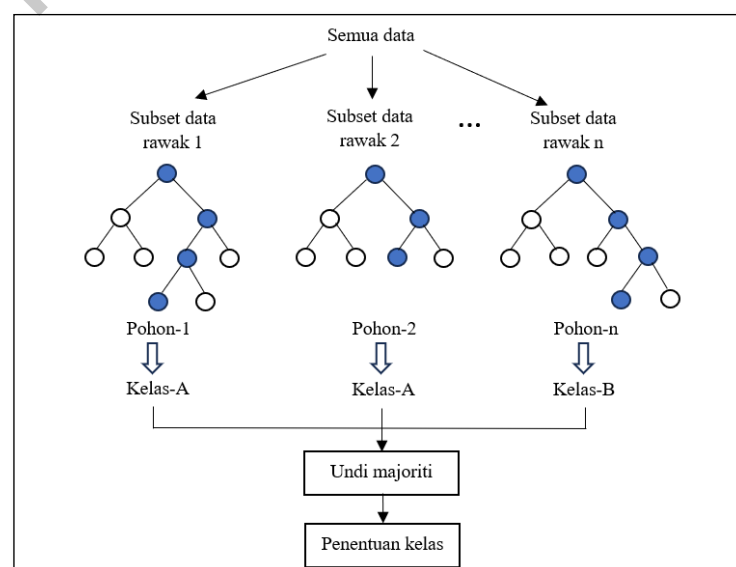 Semua data
Subset data
rawak 1
Subset data
rawak 2
...
Subset data
rawak n
Pohon-1
Pohon-2
Pohon-n
Kelas-A
Kelas-A
Kelas-B
Undi majoriti
Penentuan kelas